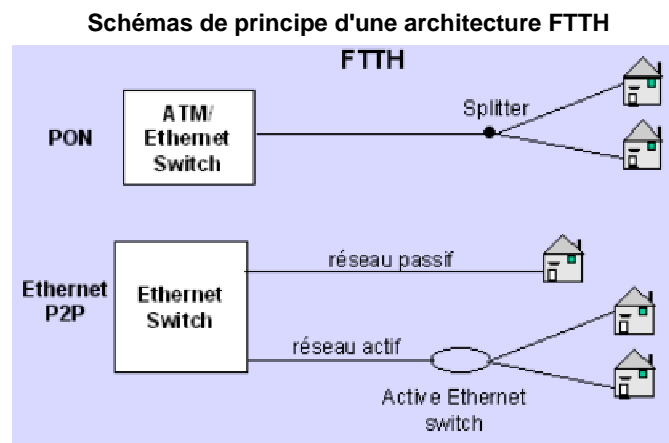 Schémas de principe d'une architecture FTTH
FTTH
PON
ATM/
Ethernet
Switch
Splitter
Ethernet
P2P
Ethernet
Switch
réseau passif
réseau actif
Active Ethernet
switch